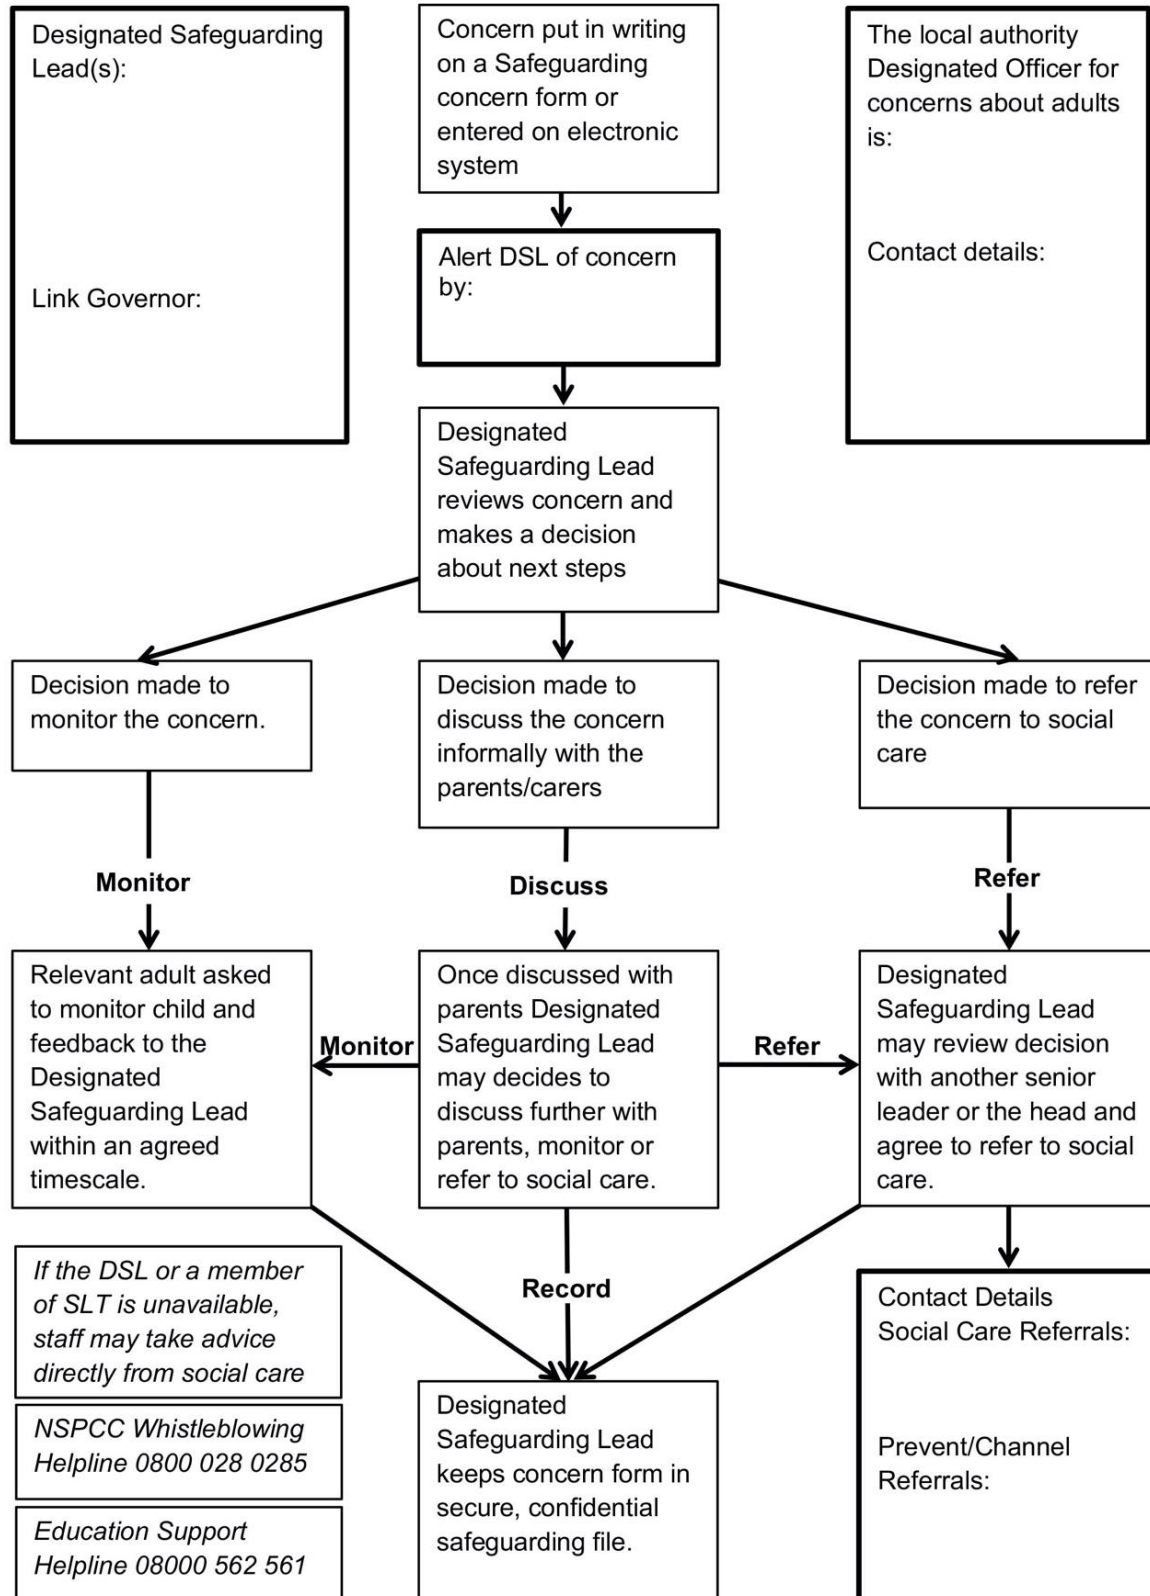 Designated Safeguarding
Lead(s):
Link Governor:
Concern put in writing
on a Safeguarding
concern form or
entered on electronic
system
The local authority
Designated Officer for
concerns about adults
is:
Contact details:
Alert DSL of concern
by:
Designated
Safeguarding Lead
reviews concern and
makes a decision
about next steps
Decision made to
monitor the concern.
Decision made to
discuss the concern
informally with the
parents/carers
Decision made to refer
the concern to social
care
Monitor
Discuss
Refer
Relevant adult asked
to monitor child and
feedback to the
Designated
Safeguarding Lead
within an agreed
timescale.
Monitor
Once discussed with
parents Designated
Safeguarding Lead
may decides to
discuss further with
parents, monitor or
refer to social care.
Refer
Designated
Safeguarding Lead
may review decision
with another senior
leader or the head and
agree to refer to social
care.
If the DSL or a member
of SLT is unavailable,
staff may take advice
directly from social care
Record
NSPCC Whistleblowing
Helpline 0800 028 0285
Education Support
Helpline 08000 562 561
Designated
Safeguarding Lead
keeps concern form in
secure, confidential
safeguarding file.
Contact Details
Social Care Referrals:
Prevent/Channel
Referrals: